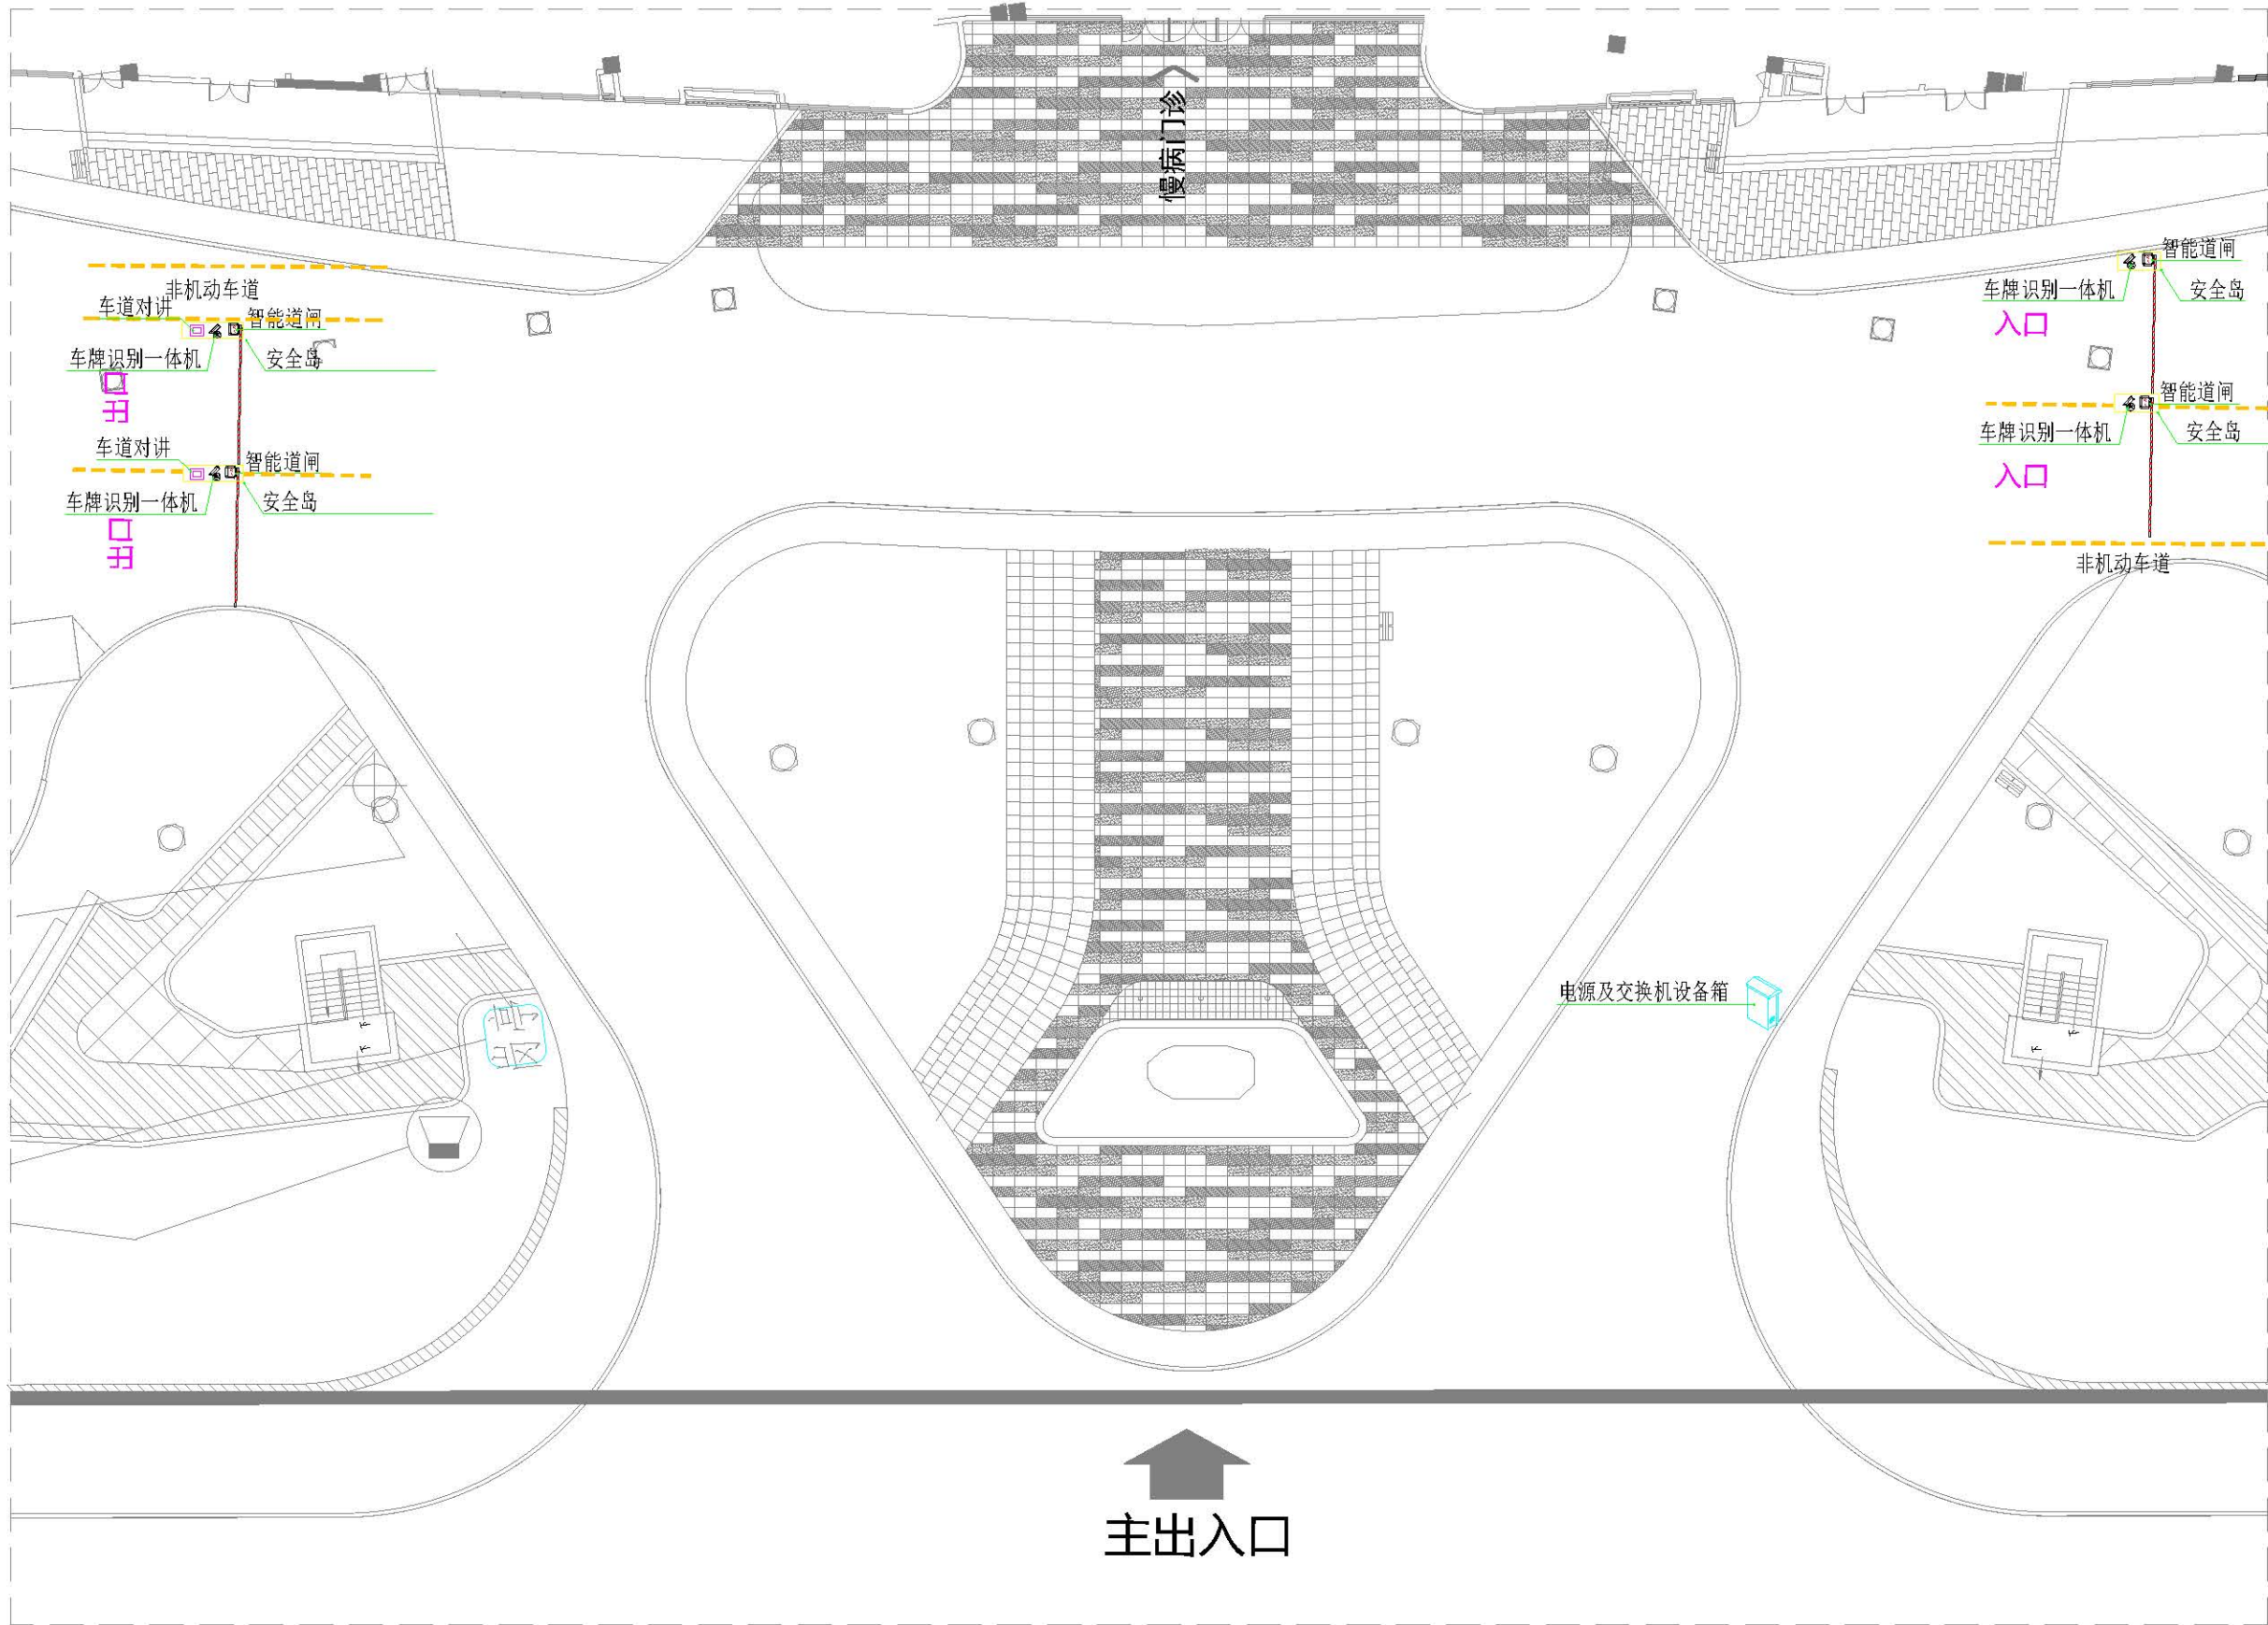 慢病门诊
非机动车道
车道对讲
智能道闸
车牌识别一体机
安全岛
出口
车道对讲
智能道闸
车牌识别一体机
安全岛
出口
智能道闸
车牌识别一体机
安全岛
入口
智能道闸
车牌识别一体机
安全岛
入口
非机动车道
电源及交换机设备箱
主出入口